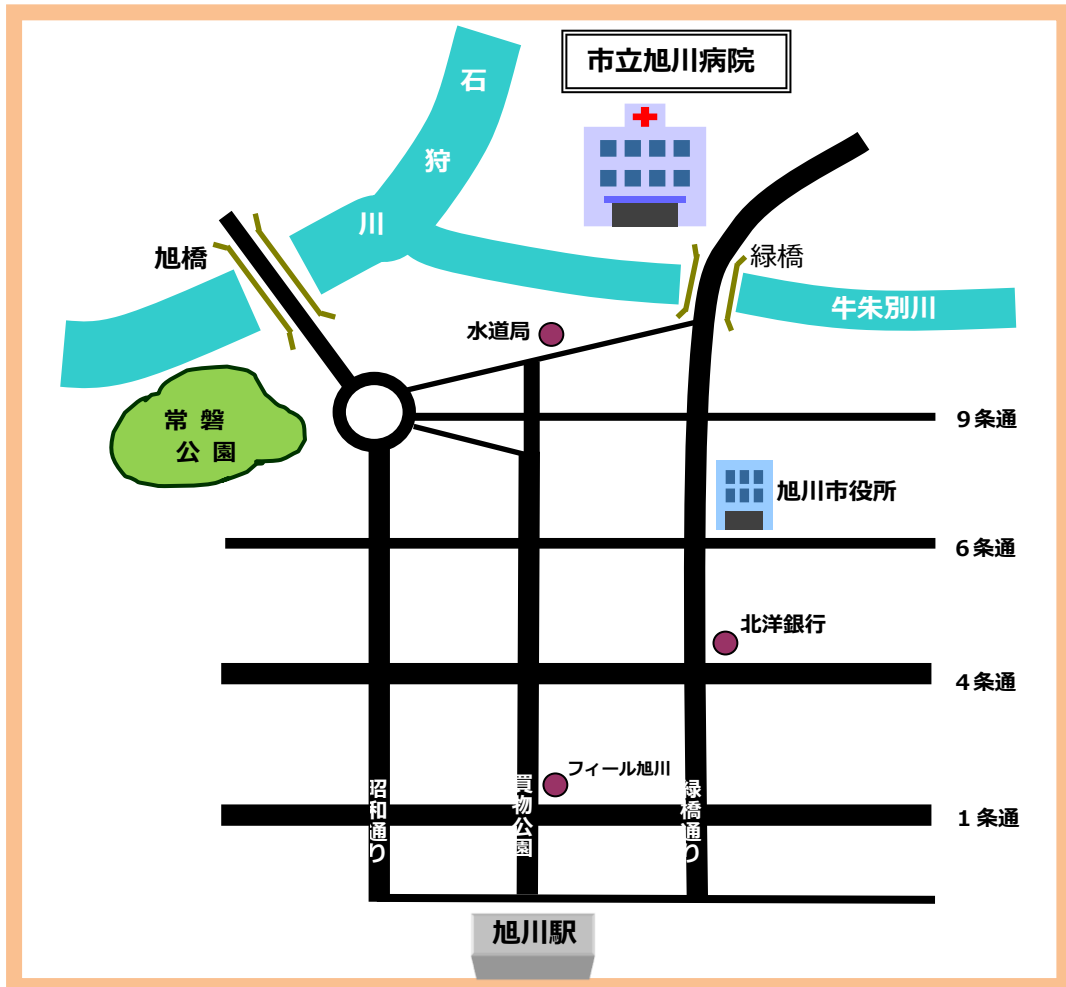 市立旭川病院
石
狩
川
旭橋
緑橋
牛朱別川
水道局
常磐
公園
9条通
旭川市役所
6条通
北洋銀行
4条通
フィール旭川
昭和通り
買物公園
緑橋通り
1条通
旭川駅